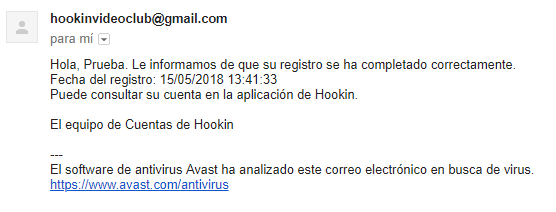 hookinvideoclub@gmail.com
para mí
Hola, Prueba. Le informamos de que su registro se ha completado correctamente.
Fecha del registro: 15/05/2018 13:41:33
Puede consultar su cuenta en la aplicación de Hookin.
El equipo de Cuentas de Hookin
---
El software de antivirus Avast ha analizado este correo electrónico en busca de virus.
https://www.avast.com/antivirus